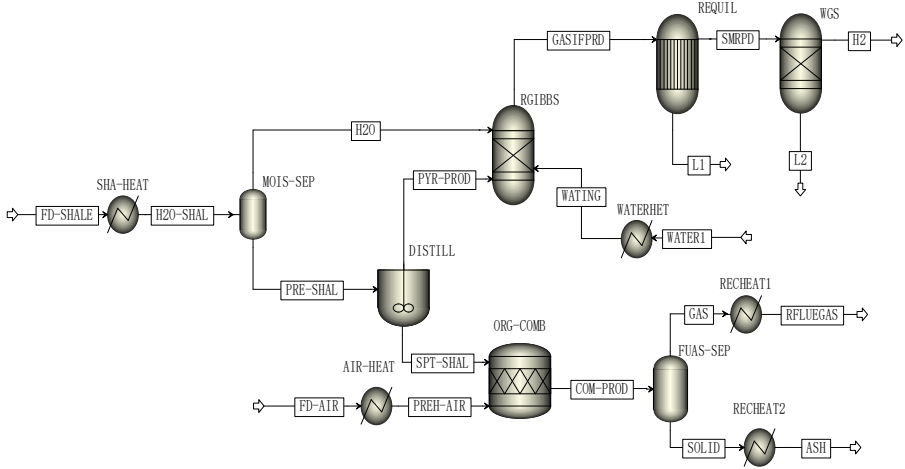 REQUIL
WGS
GASIFPRD
SMRPD
H2
RGIBBS
H2O
L1
L2
SHA-HEAT
MOIS-SEP
PYR-PROD
WATING
FD-SHALE
H2O-SHAL
WATERHET
WATER1
DISTILL
PRE-SHAL
RECHEAT1
GAS
RFLUEGAS
ORG-COMB
FUAS-SEP
AIR-HEAT
SPT-SHAL
COM-PROD
FD-AIR
PREH-AIR
RECHEAT2
SOLID
ASH